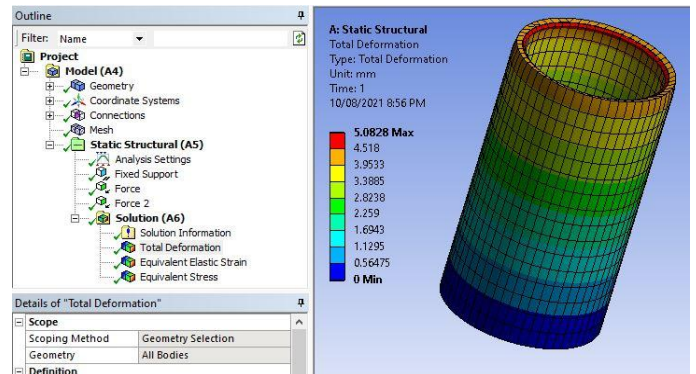 Outline
Filter: Name
Project
Model (A4)
Geometry
Coordinate Systems
Connections
Mesh
Static Structural (A5)
Analysis Settings
Fixed Support
Force
Force 2
Solution (A6)
Solution Information
Total Deformation
Equivalent Elastic Strain
Equivalent Stress
Details of "Total Deformation"
Scope
Scoping Method Geometry Selection
Geometry All Bodies
Definition
A: Static Structural
Total Deformation
Type: Total Deformation
Unit: mm
Time: 1
10/08/2021 8:56 PM
5.0828 Max
4.518
3.9533
3.3885
2.8238
2.259
1.6943
1.1295
0.56475
0 Min